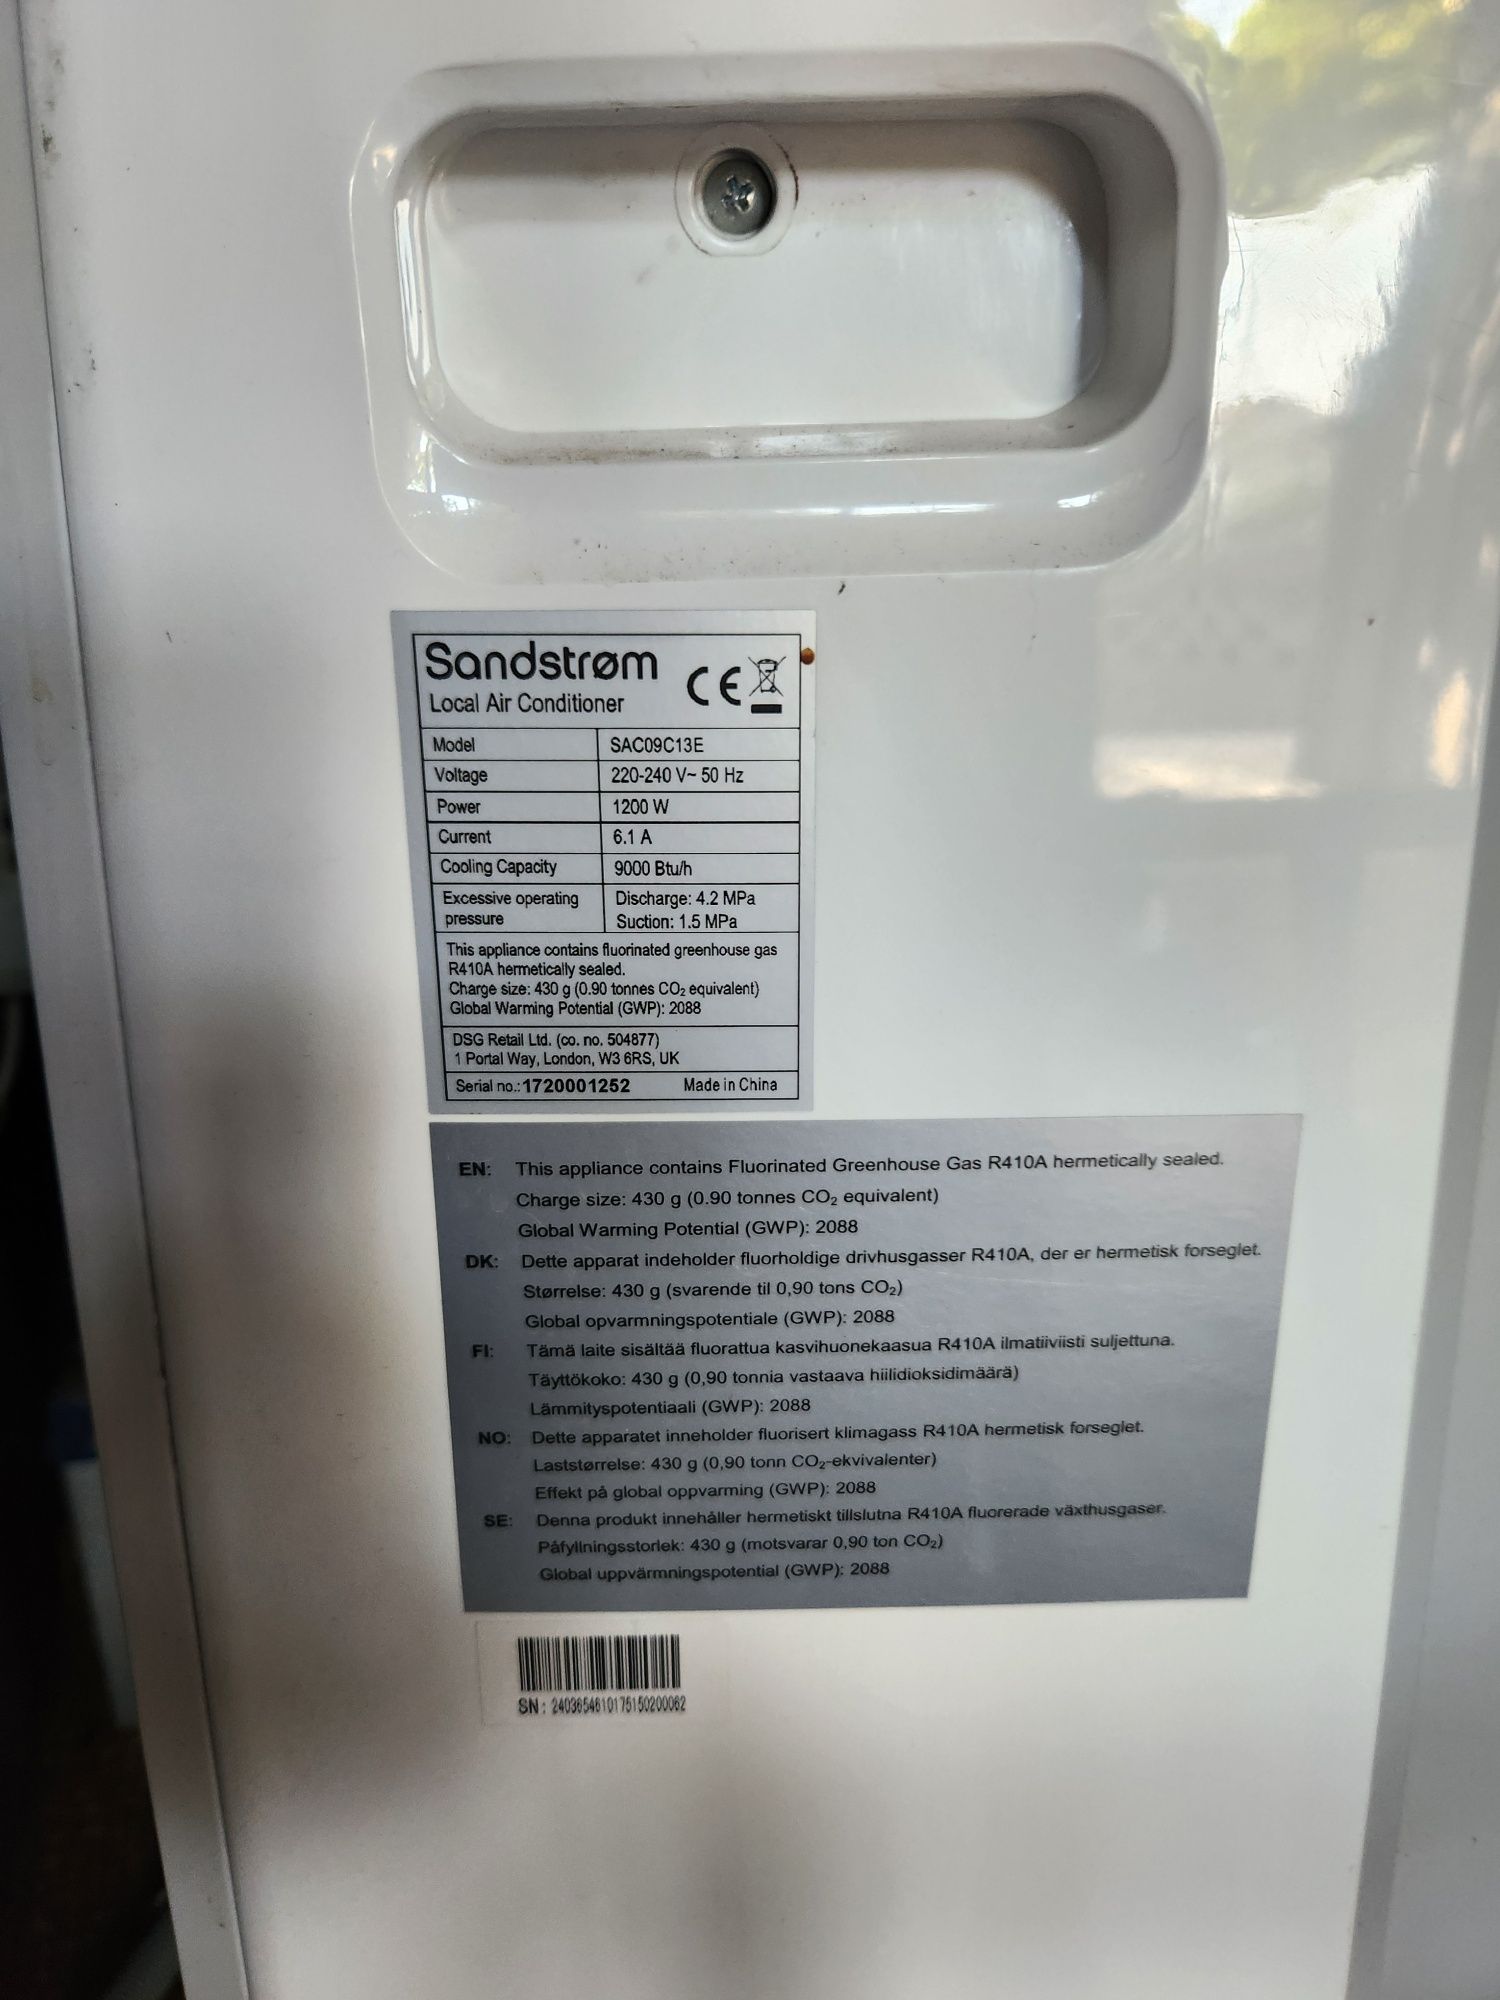 Sandstrøm
Local Air Conditioner
CE
Model SAC09C13E
Voltage 220-240 V~ 50 Hz
Power 1200 W
Current 6.1 A
Cooling Capacity 9000 Btu/h
Excessive operating pressure Discharge: 4.2 MPa
Suction: 1.5 MPa
This appliance contains fluorinated greenhouse gas
R410A hermetically sealed.
Charge size: 430 g (0.90 tonnes CO₂ equivalent)
Global Warming Potential (GWP): 2088
DSG Retail Ltd. (co. no. 504877)
1 Portal Way, London, W3 6RS, UK
Serial no.: 1720001252 Made in China
EN: This appliance contains Fluorinated Greenhouse Gas R410A hermetically sealed.
Charge size: 430 g (0.90 tonnes CO₂ equivalent)
Global Warming Potential (GWP): 2088
DK: Dette apparat indeholder fluorholdige drivhusgasser R410A, der er hermetisk forseglet.
Størrelse: 430 g (svarende til 0,90 tons CO₂)
Global opvarmningspotentiale (GWP): 2088
FI: Tämä laite sisältää fluorattua kasvihuonekaasua R410A ilmatiiviisti suljettuna.
Täyttökoko: 430 g (0,90 tonnia vastaava hiilidioksidimäärä)
Lämmityspotentiaali (GWP): 2088
NO: Dette apparatet inneholder fluorisert klimagass R410A hermetisk forseglet.
Laststørrelse: 430 g (0,90 tonn CO₂-ekvivalenter)
Effekt på global oppvarming (GWP): 2088
SE: Denna produkt innehåller hermetiskt tillslutna R410A fluorerade växthusgaser.
Påfyllningsstorlek: 430 g (motsvarar 0,90 ton CO₂)
Global uppvärmningspotential (GWP): 2088
SN: 2403654610175150200062